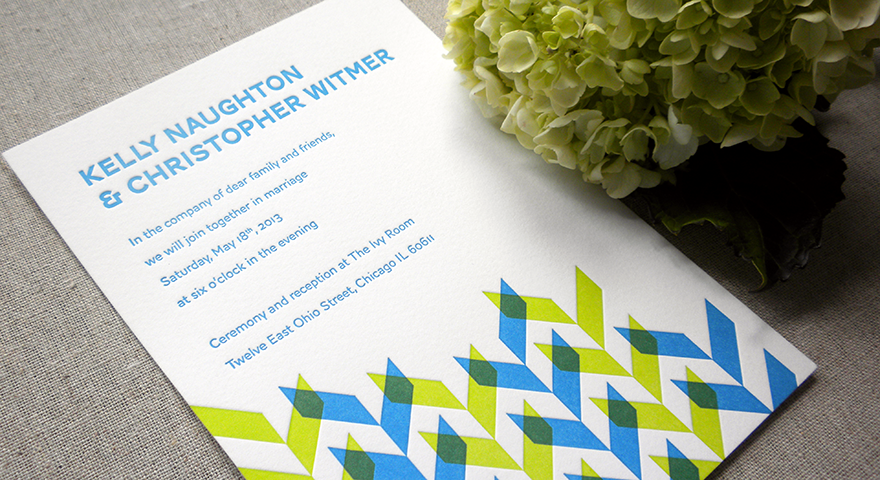 KELLY NAUGHTON
& CHRISTOPHER WITMER
In the company of dear family and friends,
we will join together in marriage
Saturday, May 18th, 2013
at six o'clock in the evening
Ceremony and reception at The Ivy Room
Twelve East Ohio Street, Chicago IL 60611